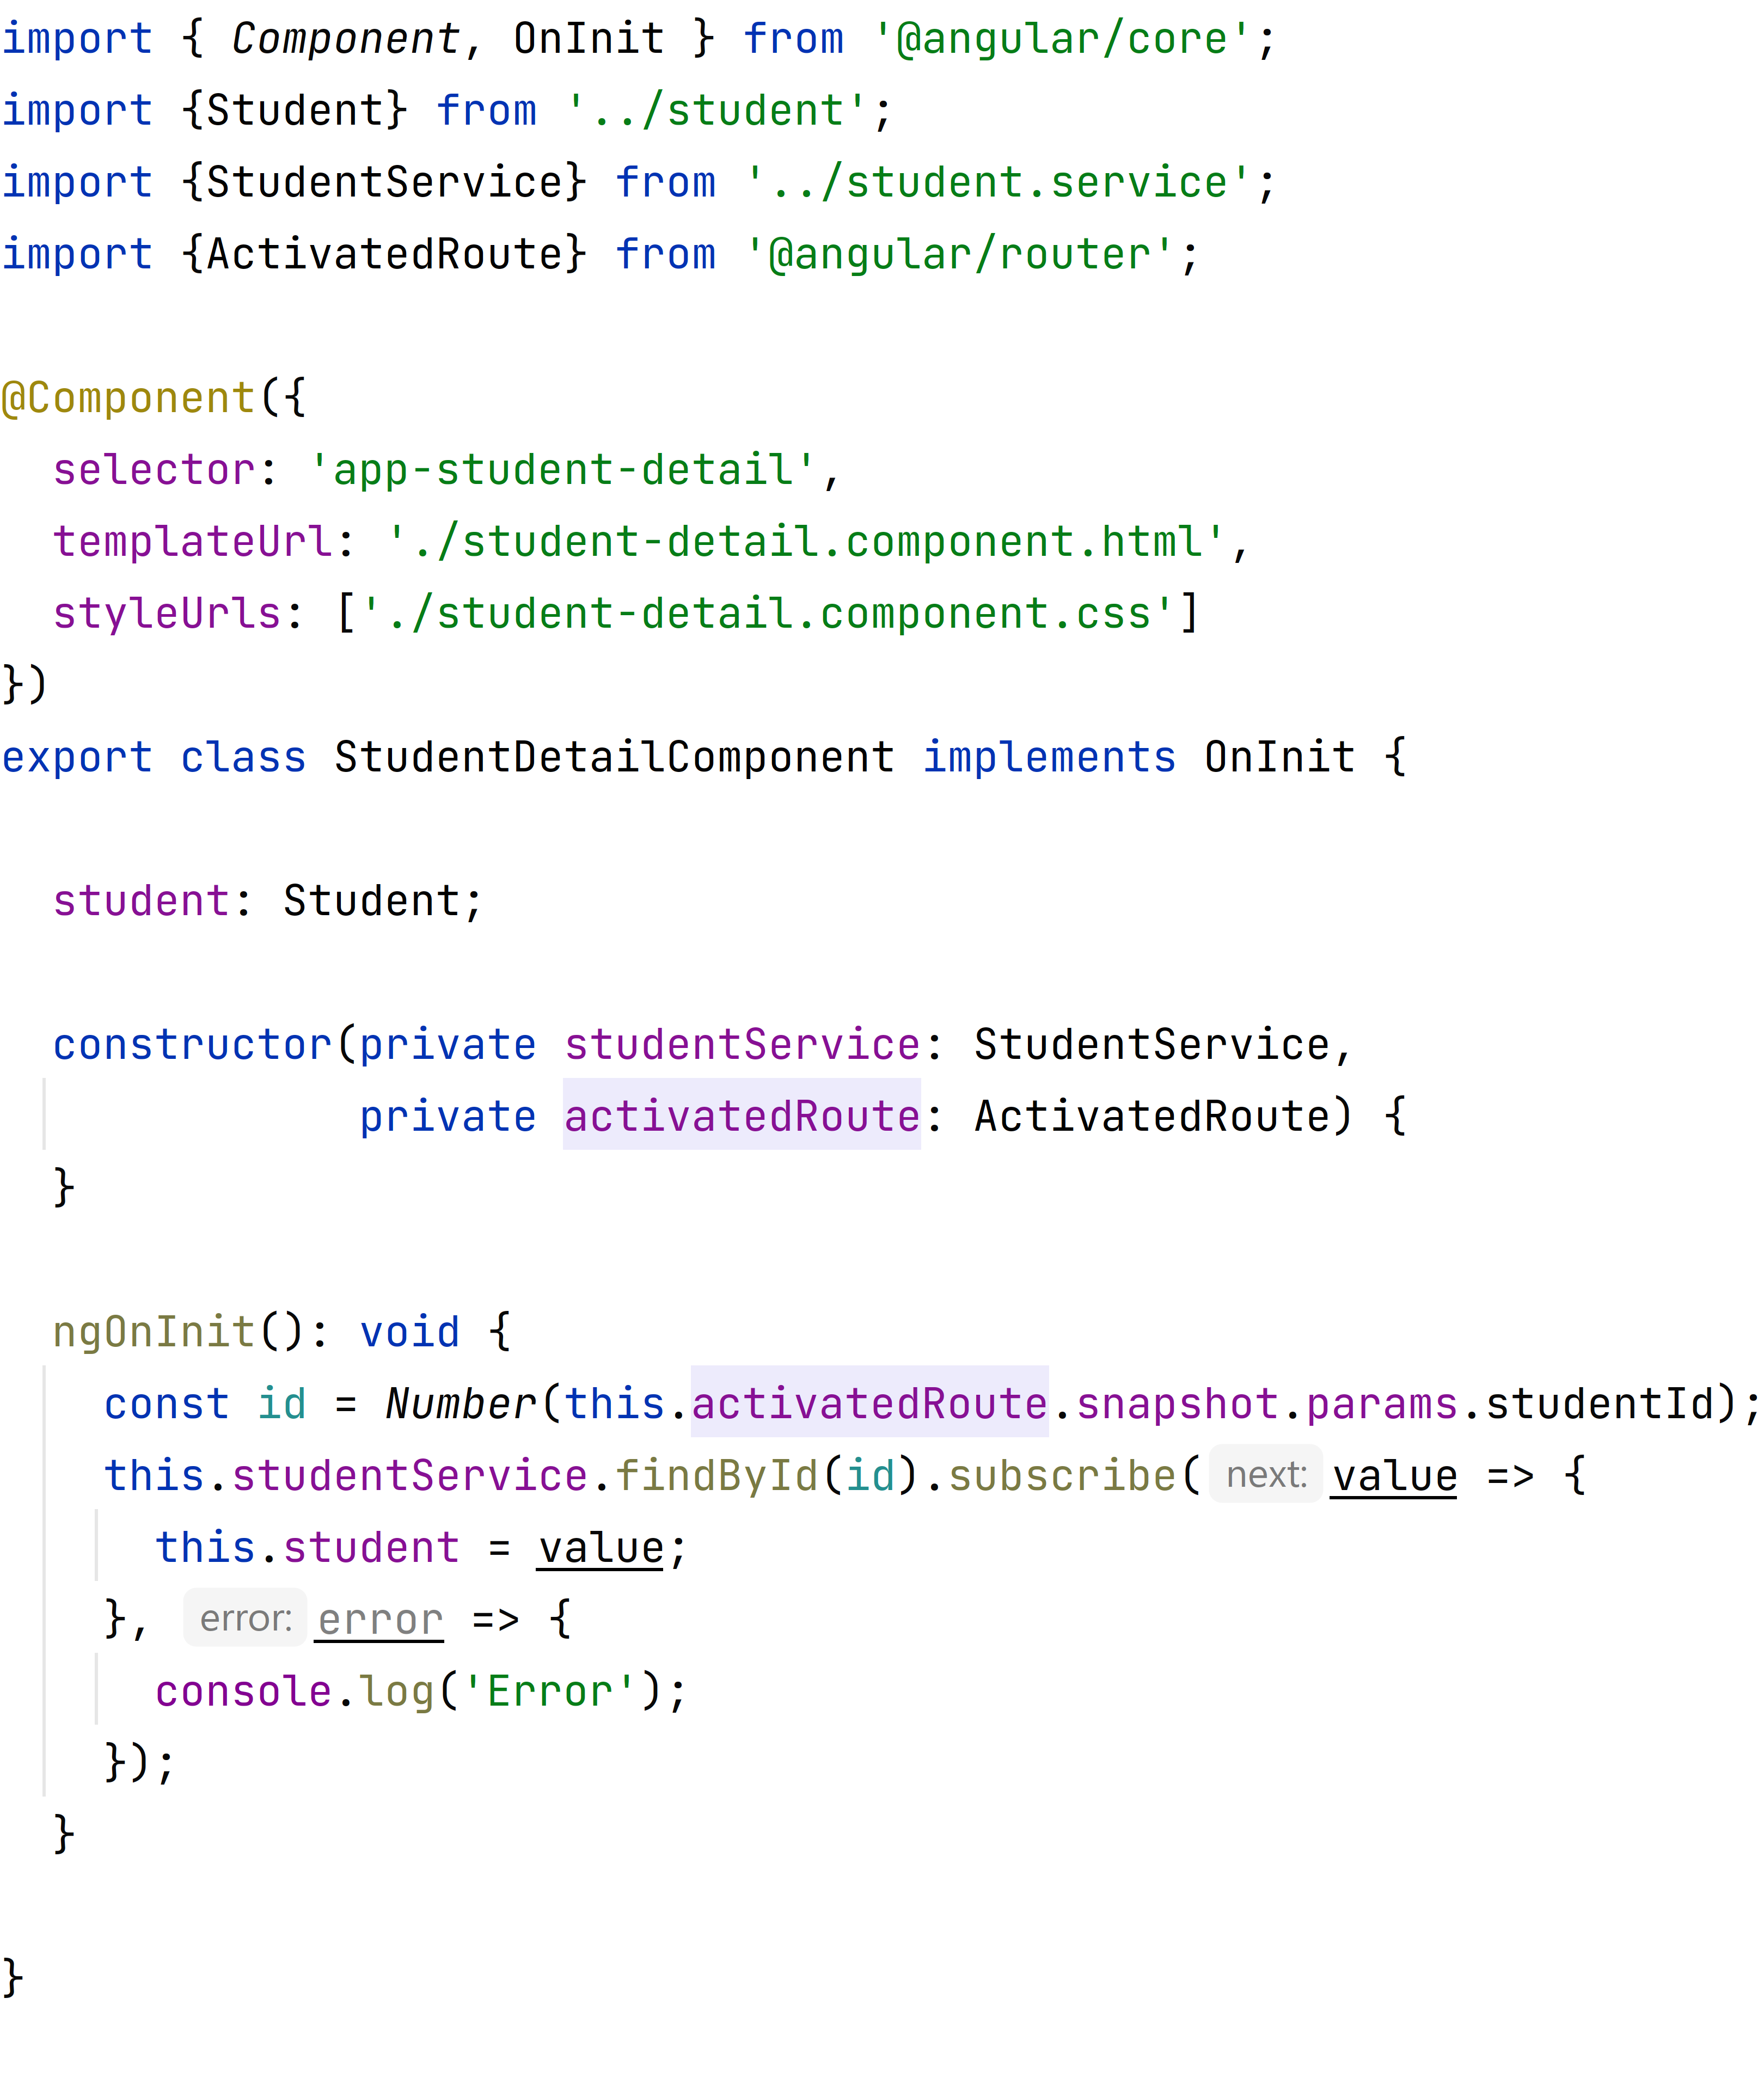 import { Component, OnInit } from '@angular/core';
import {Student} from '../student';
import {StudentService} from '../student.service';
import {ActivatedRoute} from '@angular/router';
@Component({
  selector: 'app-student-detail',
  templateUrl: './student-detail.component.html',
  styleUrls: ['./student-detail.component.css']
})
export class StudentDetailComponent implements OnInit {
  student: Student;
  constructor(private studentService: StudentService,
              private activatedRoute: ActivatedRoute) {
  }
  ngOnInit(): void {
    const id = Number(this.activatedRoute.snapshot.params.studentId);
    this.studentService.findById(id).subscribe( next: value => {
      this.student = value;
    }, error: error => {
      console.log('Error');
    });
  }
}